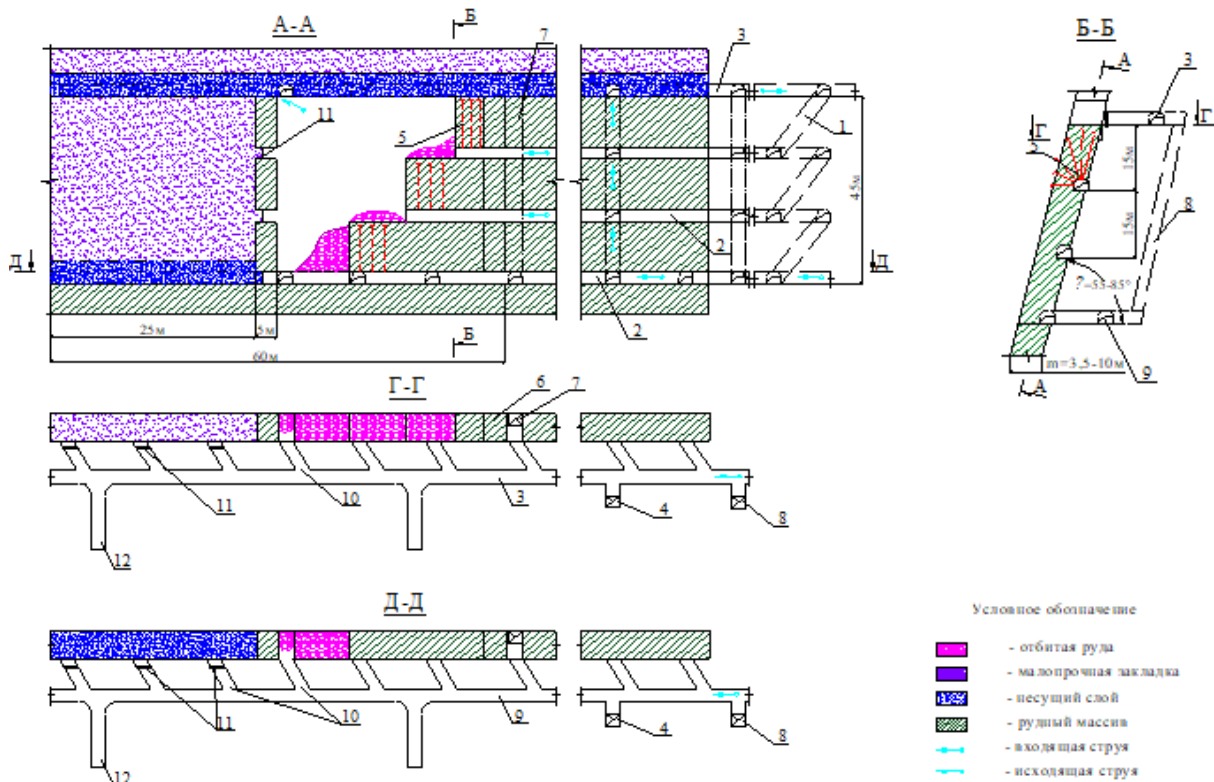 А-А
Б
7
3
1
11
5
45м
2
Д
Д
2
25м
5м
Б
60м
Б-Б
А
3
Г
Г
5
15м
15м
8
?=55-85°
9
m=3,5-10м
А
Г-Г
6
7
11
10
3
4
8
12
Д-Д
11
10
9
4
8
12
Условное обозначение
- отбитая руда
- малопрочная закладка
- несущий слой
- рудный массив
- входящая струя
- исходящая струя